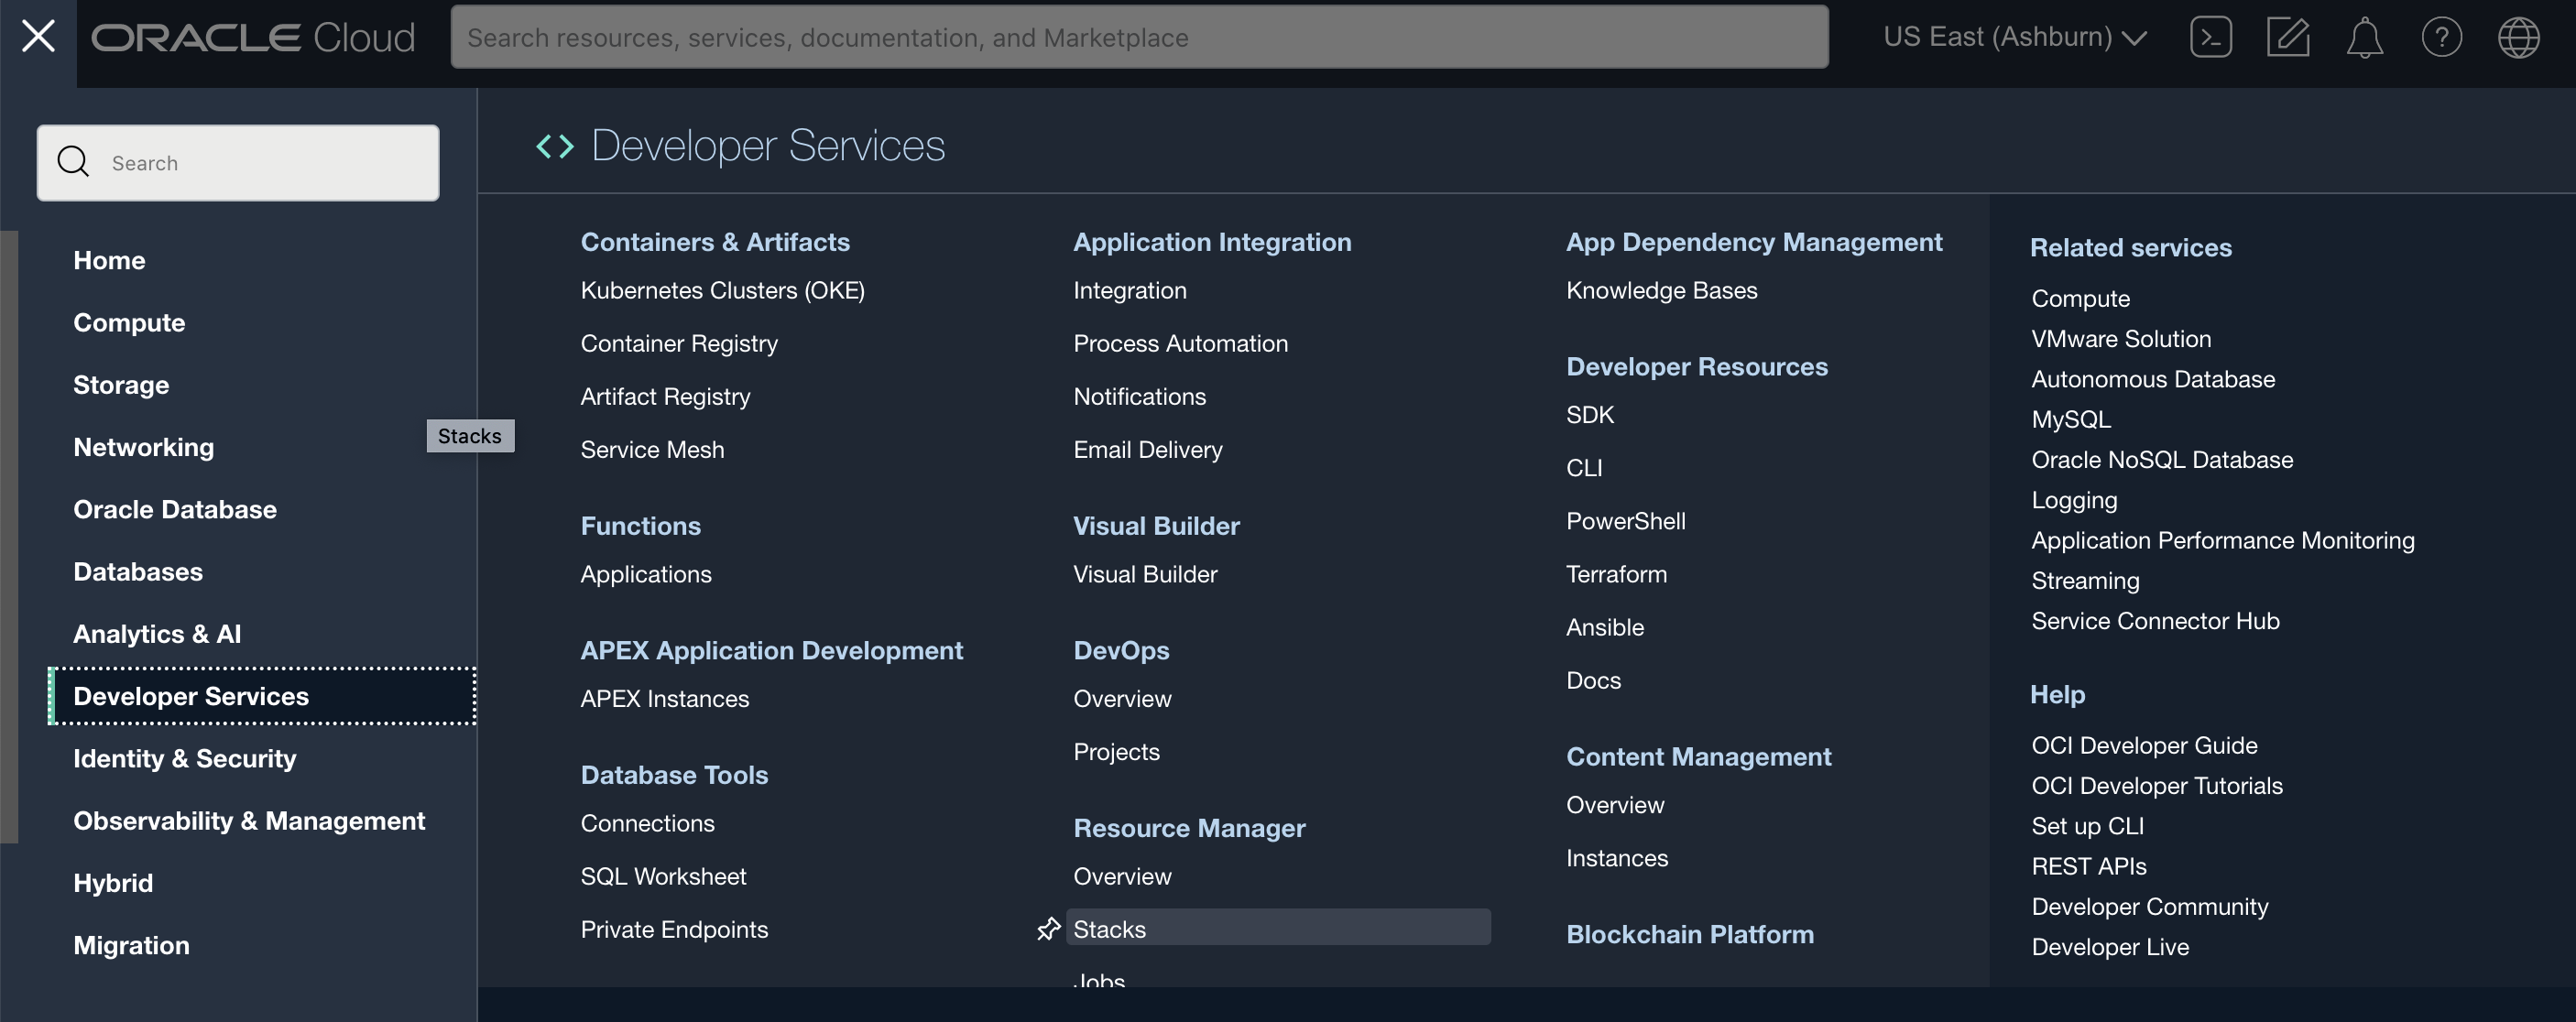 ORACLE Cloud
Search resources, services, documentation, and Marketplace
US East (Ashburn)
Search
Home
Compute
Storage
Networking
Stacks
Oracle Database
Databases
Analytics & AI
Developer Services
Identity & Security
Observability & Management
Hybrid
Migration
Developer Services
Containers & Artifacts
Kubernetes Clusters (OKE)
Container Registry
Artifact Registry
Service Mesh
Functions
Applications
APEX Application Development
APEX Instances
Database Tools
Connections
SQL Worksheet
Private Endpoints
Application Integration
Integration
Process Automation
Notifications
Email Delivery
Visual Builder
Visual Builder
DevOps
Overview
Projects
Resource Manager
Overview
Stacks
Jobs
App Dependency Management
Knowledge Bases
Developer Resources
SDK
CLI
PowerShell
Terraform
Ansible
Docs
Content Management
Overview
Instances
Blockchain Platform
Related services
Compute
VMware Solution
Autonomous Database
MySQL
Oracle NoSQL Database
Logging
Application Performance Monitoring
Streaming
Service Connector Hub
Help
OCI Developer Guide
OCI Developer Tutorials
Set up CLI
REST APIs
Developer Community
Developer Live